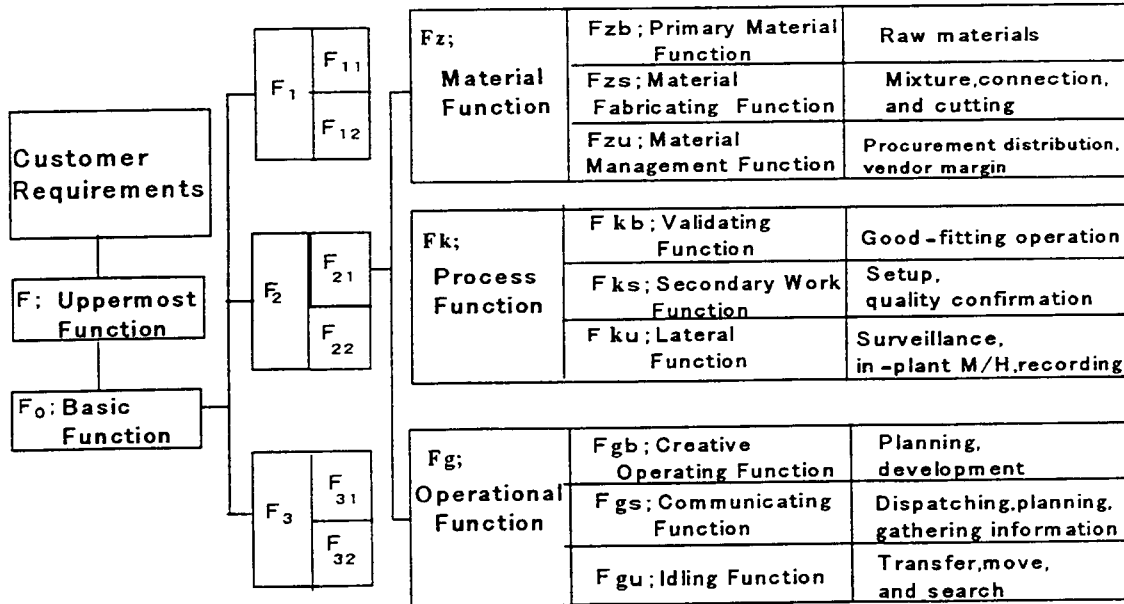 Customer
Requirements
F; Uppermost
Function
F0; Basic
Function
F1
F11
F12
F2
F21
F22
F3
F31
F32
Fz;
Material
Function
Fzb; Primary Material
Function
Raw materials
Fzs; Material
Fabricating Function
Mixture,connection,
and cutting
Fzu; Material
Management Function
Procurement distribution,
vendor margin
Fk;
Process
Function
F kb; Validating
Function
Good-fitting operation
F ks; Secondary Work
Function
Setup,
quality confirmation
F ku; Lateral
Function
Surveillance,
in-plant M/H,recording
Fg;
Operational
Function
F gb; Creative
Operating Function
Planning,
development
F gs; Communicating
Function
Dispatching,planning,
gathering information
F gu; Idling Function
Transfer,move,
and search